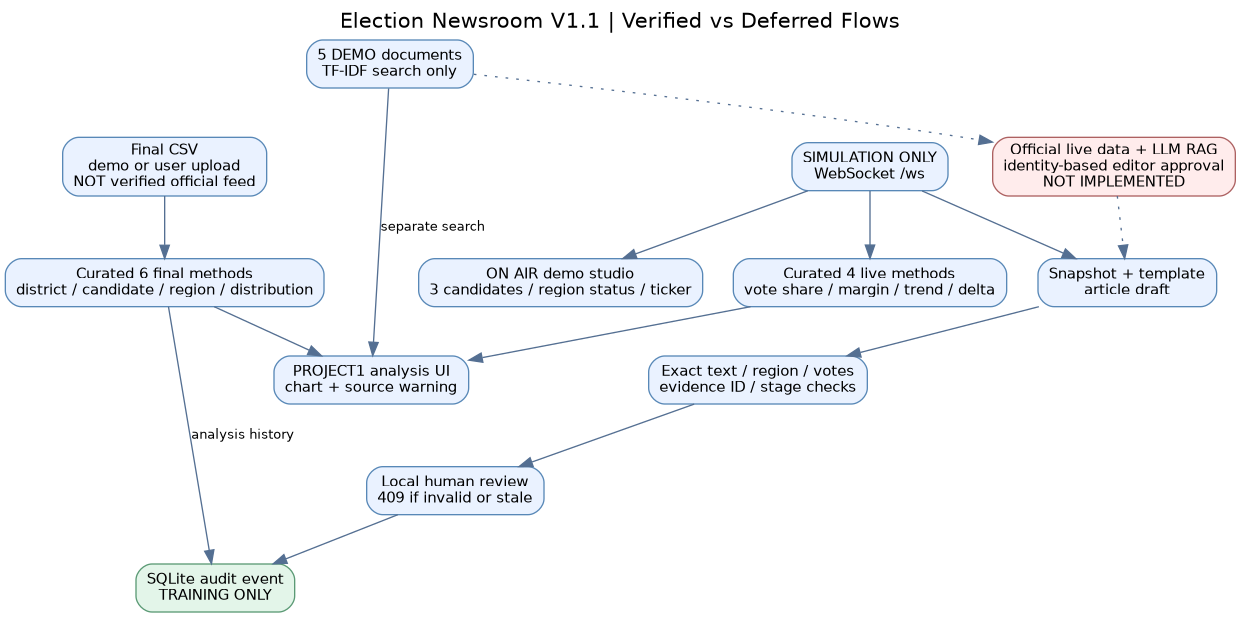 Election Newsroom V1.1 | Verified vs Deferred Flows
5 DEMO documents
TF-IDF search only
Final CSV
demo or user upload
NOT verified official feed
SIMULATION ONLY
WebSocket /ws
Official live data + LLM RAG
identity-based editor approval
NOT IMPLEMENTED
separate search
Curated 6 final methods
district / candidate / region / distribution
ON AIR demo studio
3 candidates / region status / ticker
Curated 4 live methods
vote share / margin / trend / delta
Snapshot + template
article draft
PROJECT1 analysis UI
chart + source warning
Exact text / region / votes
evidence ID / stage checks
analysis history
Local human review
409 if invalid or stale
SQLite audit event
TRAINING ONLY